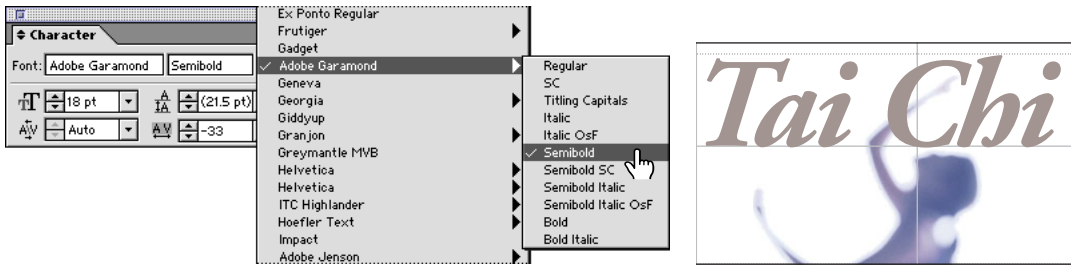 Character
Font: Adobe Garamond Semibold
18 pt (21.5 pt)
Auto -33
Ex Ponto Regular
Frutiger
Gadget
Adobe Garamond
Geneva
Georgia
Giddyup
Granjon
Greymantle MVB
Helvetica
Helvetica
ITC Highlander
Hoefler Text
Impact
Adobe Jenson
Regular
SC
Titling Capitals
Italic
Italic OsF
Semibold
Semibold SC
Semibold Italic
Semibold Italic OsF
Bold
Bold Italic
Tai Chi